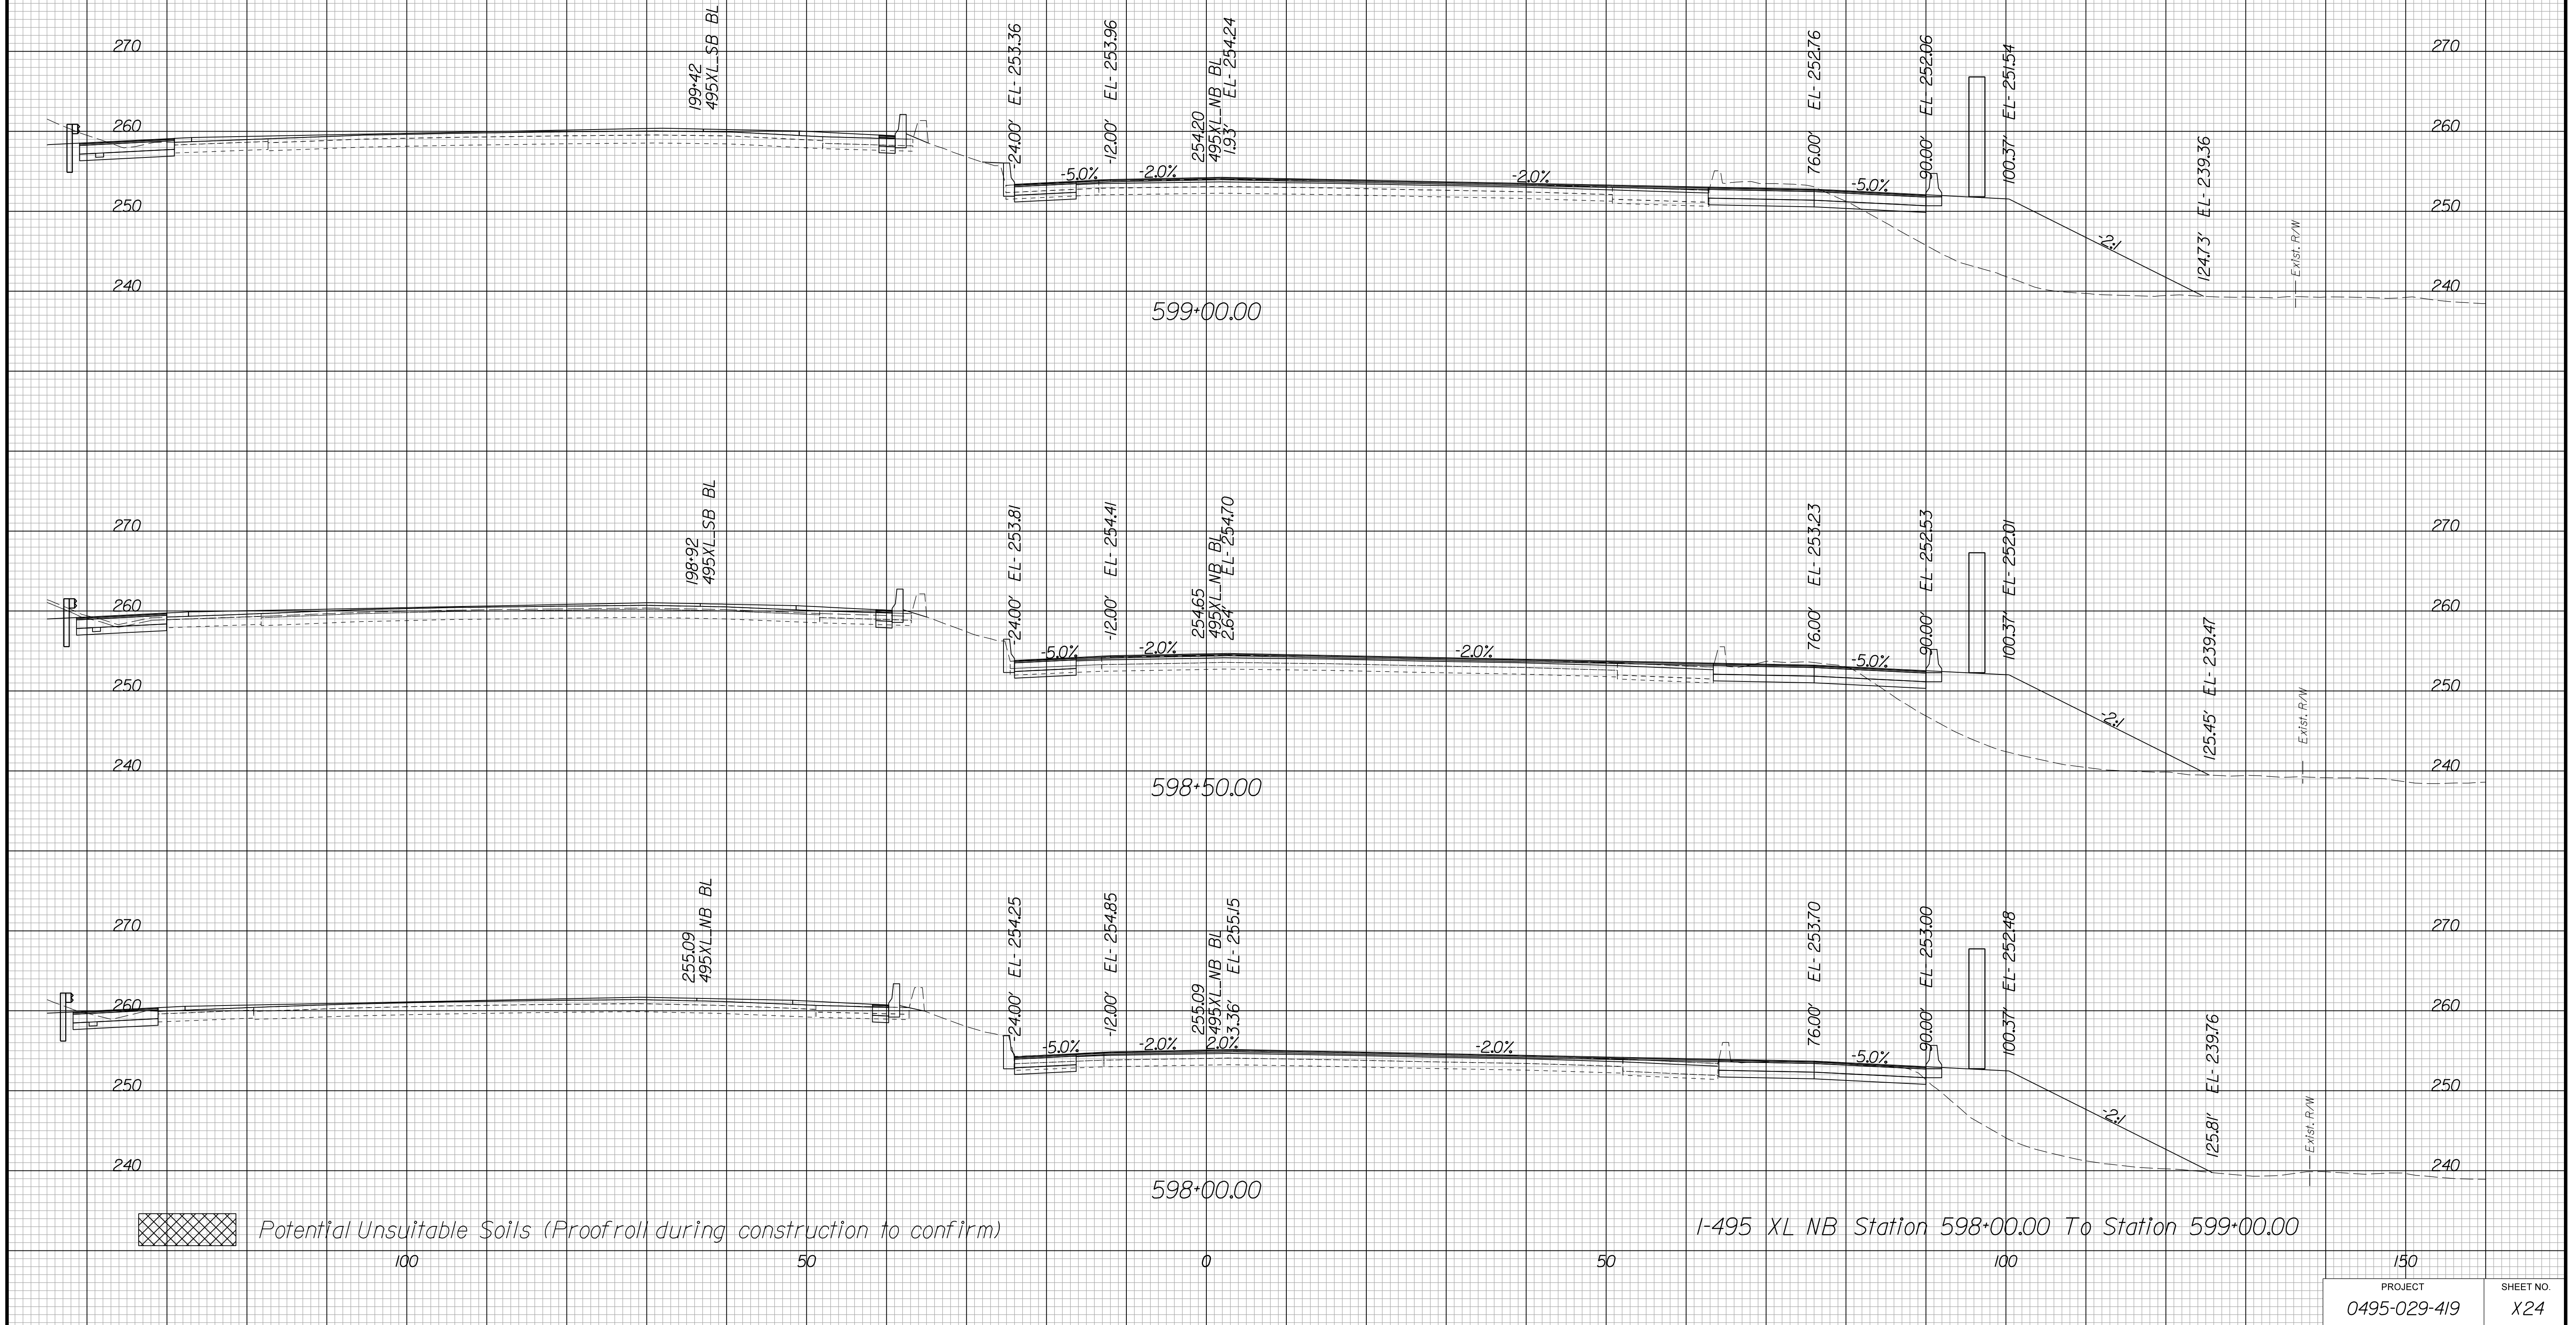 270
260
250
240
199+42
495XL_SB BL
-24.00' EL- 253.36
-12.00' EL- 253.96
254.20
495XL_NB BL
1.93' EL- 254.24
76.00' EL- 252.76
90.00' EL- 252.06
100.37' EL- 251.54
124.73' EL- 239.36
Exist. R/W
-5.0%
-2.0%
-2.0%
-5.0%
-2:1
270
260
250
240
599+00.00
270
260
250
240
198+92
495XL_SB BL
-24.00' EL- 253.81
-12.00' EL- 254.41
254.65
495XL_NB BL
2.64' EL- 254.70
76.00' EL- 253.23
90.00' EL- 252.53
100.37' EL- 252.01
125.45' EL- 239.47
Exist. R/W
-5.0%
-2.0%
-2.0%
-5.0%
-2:1
270
260
250
240
598+50.00
270
260
250
240
255.09
495XL_NB BL
-24.00' EL- 254.25
-12.00' EL- 254.85
255.09
495XL_NB BL
3.36' EL- 255.15
76.00' EL- 253.70
90.00' EL- 253.00
100.37' EL- 252.48
125.81' EL- 239.76
Exist. R/W
-5.0%
-2.0%
2.0%
-2.0%
-5.0%
-2:1
270
260
250
240
598+00.00
Potential Unsuitable Soils (Proofroll during construction to confirm)
I-495 XL NB Station 598+00.00 To Station 599+00.00
100 50 0 50 100 150
PROJECT
0495-029-419
SHEET NO.
X24